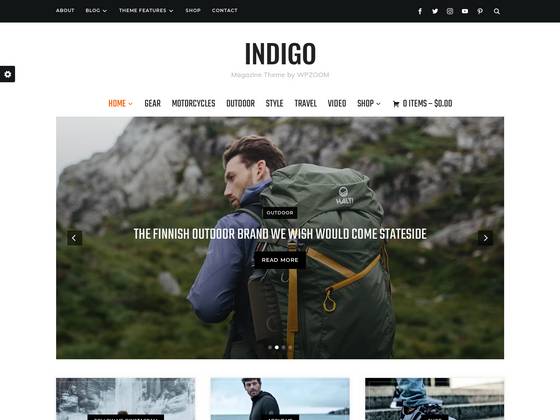 ABOUT BLOG THEME FEATURES SHOP CONTACT
INDIGO
Magazine Theme by WPZOOM
HOME GEAR MOTORCYCLES OUTDOOR STYLE TRAVEL VIDEO SHOP 0 ITEMS – $0.00
HALTI
OUTDOOR
THE FINNISH OUTDOOR BRAND WE WISH WOULD COME STATESIDE
READ MORE